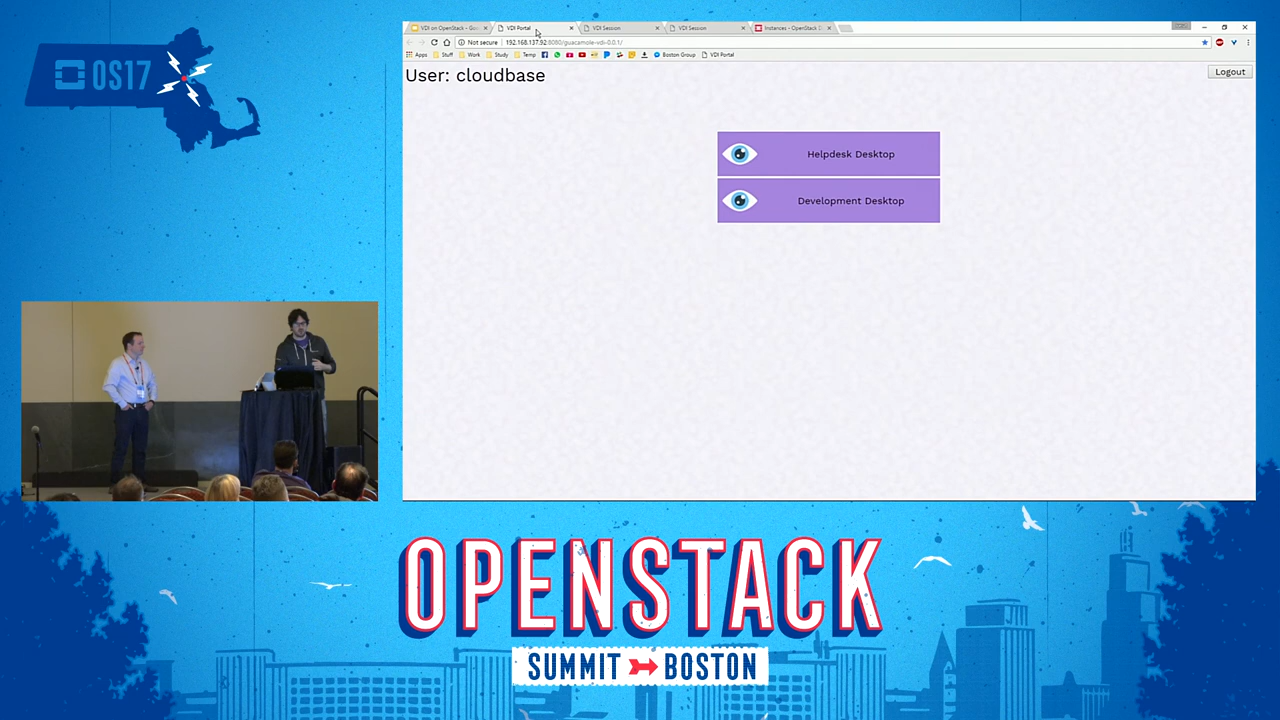 OS17
VDI on OpenStack - Goo
VDI Portal
VDI Session
VDI Session
Instances - OpenStack D
Not secure
192.168.137.92:8080/guacamole-vdi-0.0.1/
Apps
Stuff
Work
Study
Temp
Boston Group
VDI Portal
User: cloudbase
Logout
Helpdesk Desktop
Development Desktop
OPENSTACK
SUMMIT BOSTON